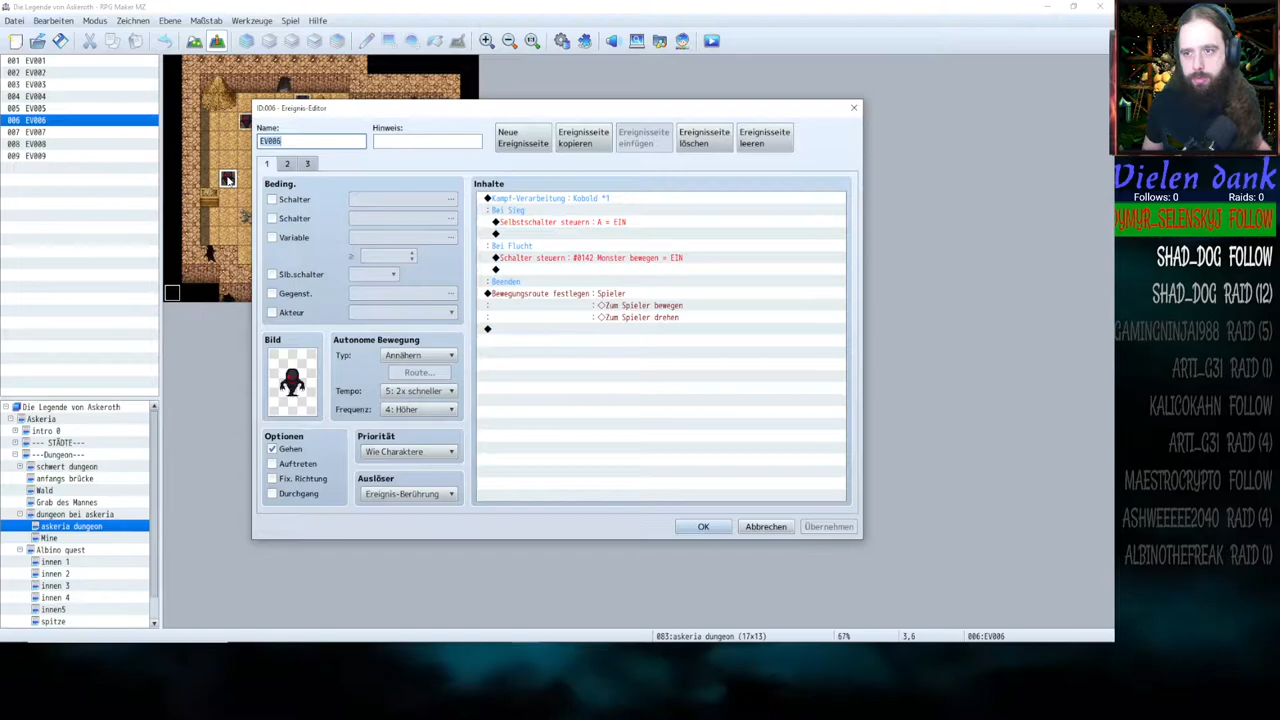 Die Legende von Askeroth - RPG Maker MZ
Datei Bearbeiten Modus Zeichnen Ebene Maßstab Werkzeuge Spiel Hilfe
001 EV001
002 EV002
003 EV003
004 EV004
005 EV005
006 EV006
007 EV007
008 EV008
009 EV009
ID:006 - Ereignis-Editor
Name:
EV006
Hinweis:
Neue Ereignisseite
Ereignisseite kopieren
Ereignisseite einfügen
Ereignisseite löschen
Ereignisseite leeren
1 2 3
Beding.
Schalter
Schalter
Variable
≥
Slb.schalter
Gegenst.
Akteur
Bild
Autonome Bewegung
Typ: Annähern
Route...
Tempo: 5: 2x schneller
Frequenz: 4: Höher
Optionen
Gehen
Auftreten
Fix. Richtung
Durchgang
Priorität
Wie Charaktere
Auslöser
Ereignis-Berührung
Inhalte
◆Kampf-Verarbeitung：Kobold *1
：Bei Sieg
◆Selbstschalter steuern：A = EIN
◆
：Bei Flucht
◆Schalter steuern：#0142 Monster bewegen = EIN
◆
：Beenden
◆Bewegungsroute festlegen：Spieler
： ：◇Zum Spieler bewegen
： ：◇Zum Spieler drehen
◆
OK Abbrechen Übernehmen
Die Legende von Askeroth
Askeria
intro 0
--- STÄDTE---
---Dungeon---
schwert dungeon
anfangs brücke
Wald
Grab des Mannes
dungeon bei askeria
askeria dungeon
Mine
Albino quest
innen 1
innen 2
innen 3
innen 4
innen5
spitze
083:askeria dungeon (17x13) 67% 3,6 006:EV006
Vielen dank
Follows: 0 Raids: 0
YMYR_SELENSKYJ FOLLOW
SHAD_DOG FOLLOW
SHAD_DOG RAID (12)
GAMINGNINJA1988 RAID (5)
ARTI_G31 RAID (1)
KALICOKAHN FOLLOW
ARTI_G31 RAID (4)
MAESTROCRYPTO FOLLOW
ASHWEEEEE2040 RAID (4)
ALBINOTHEFREAK RAID (1)